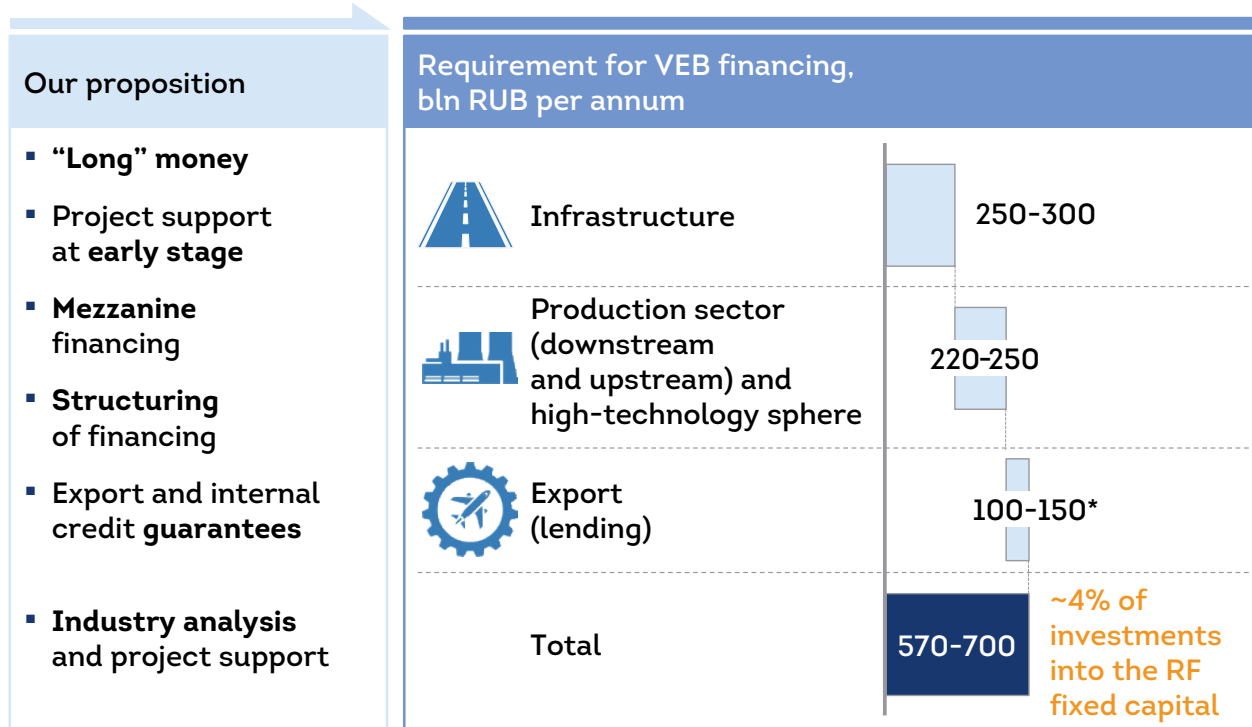 Our proposition
▪ “Long” money
▪ Project support
at early stage
▪ Mezzanine
financing
▪ Structuring
of financing
▪ Export and internal
credit guarantees
▪ Industry analysis
and project support
Requirement for VEB financing,
bln RUB per annum
Infrastructure
250-300
Production sector
(downstream
and upstream) and
high-technology sphere
220-250
Export
(lending)
100-150*
Total
570-700
~4% of
investments
into the RF
fixed capital